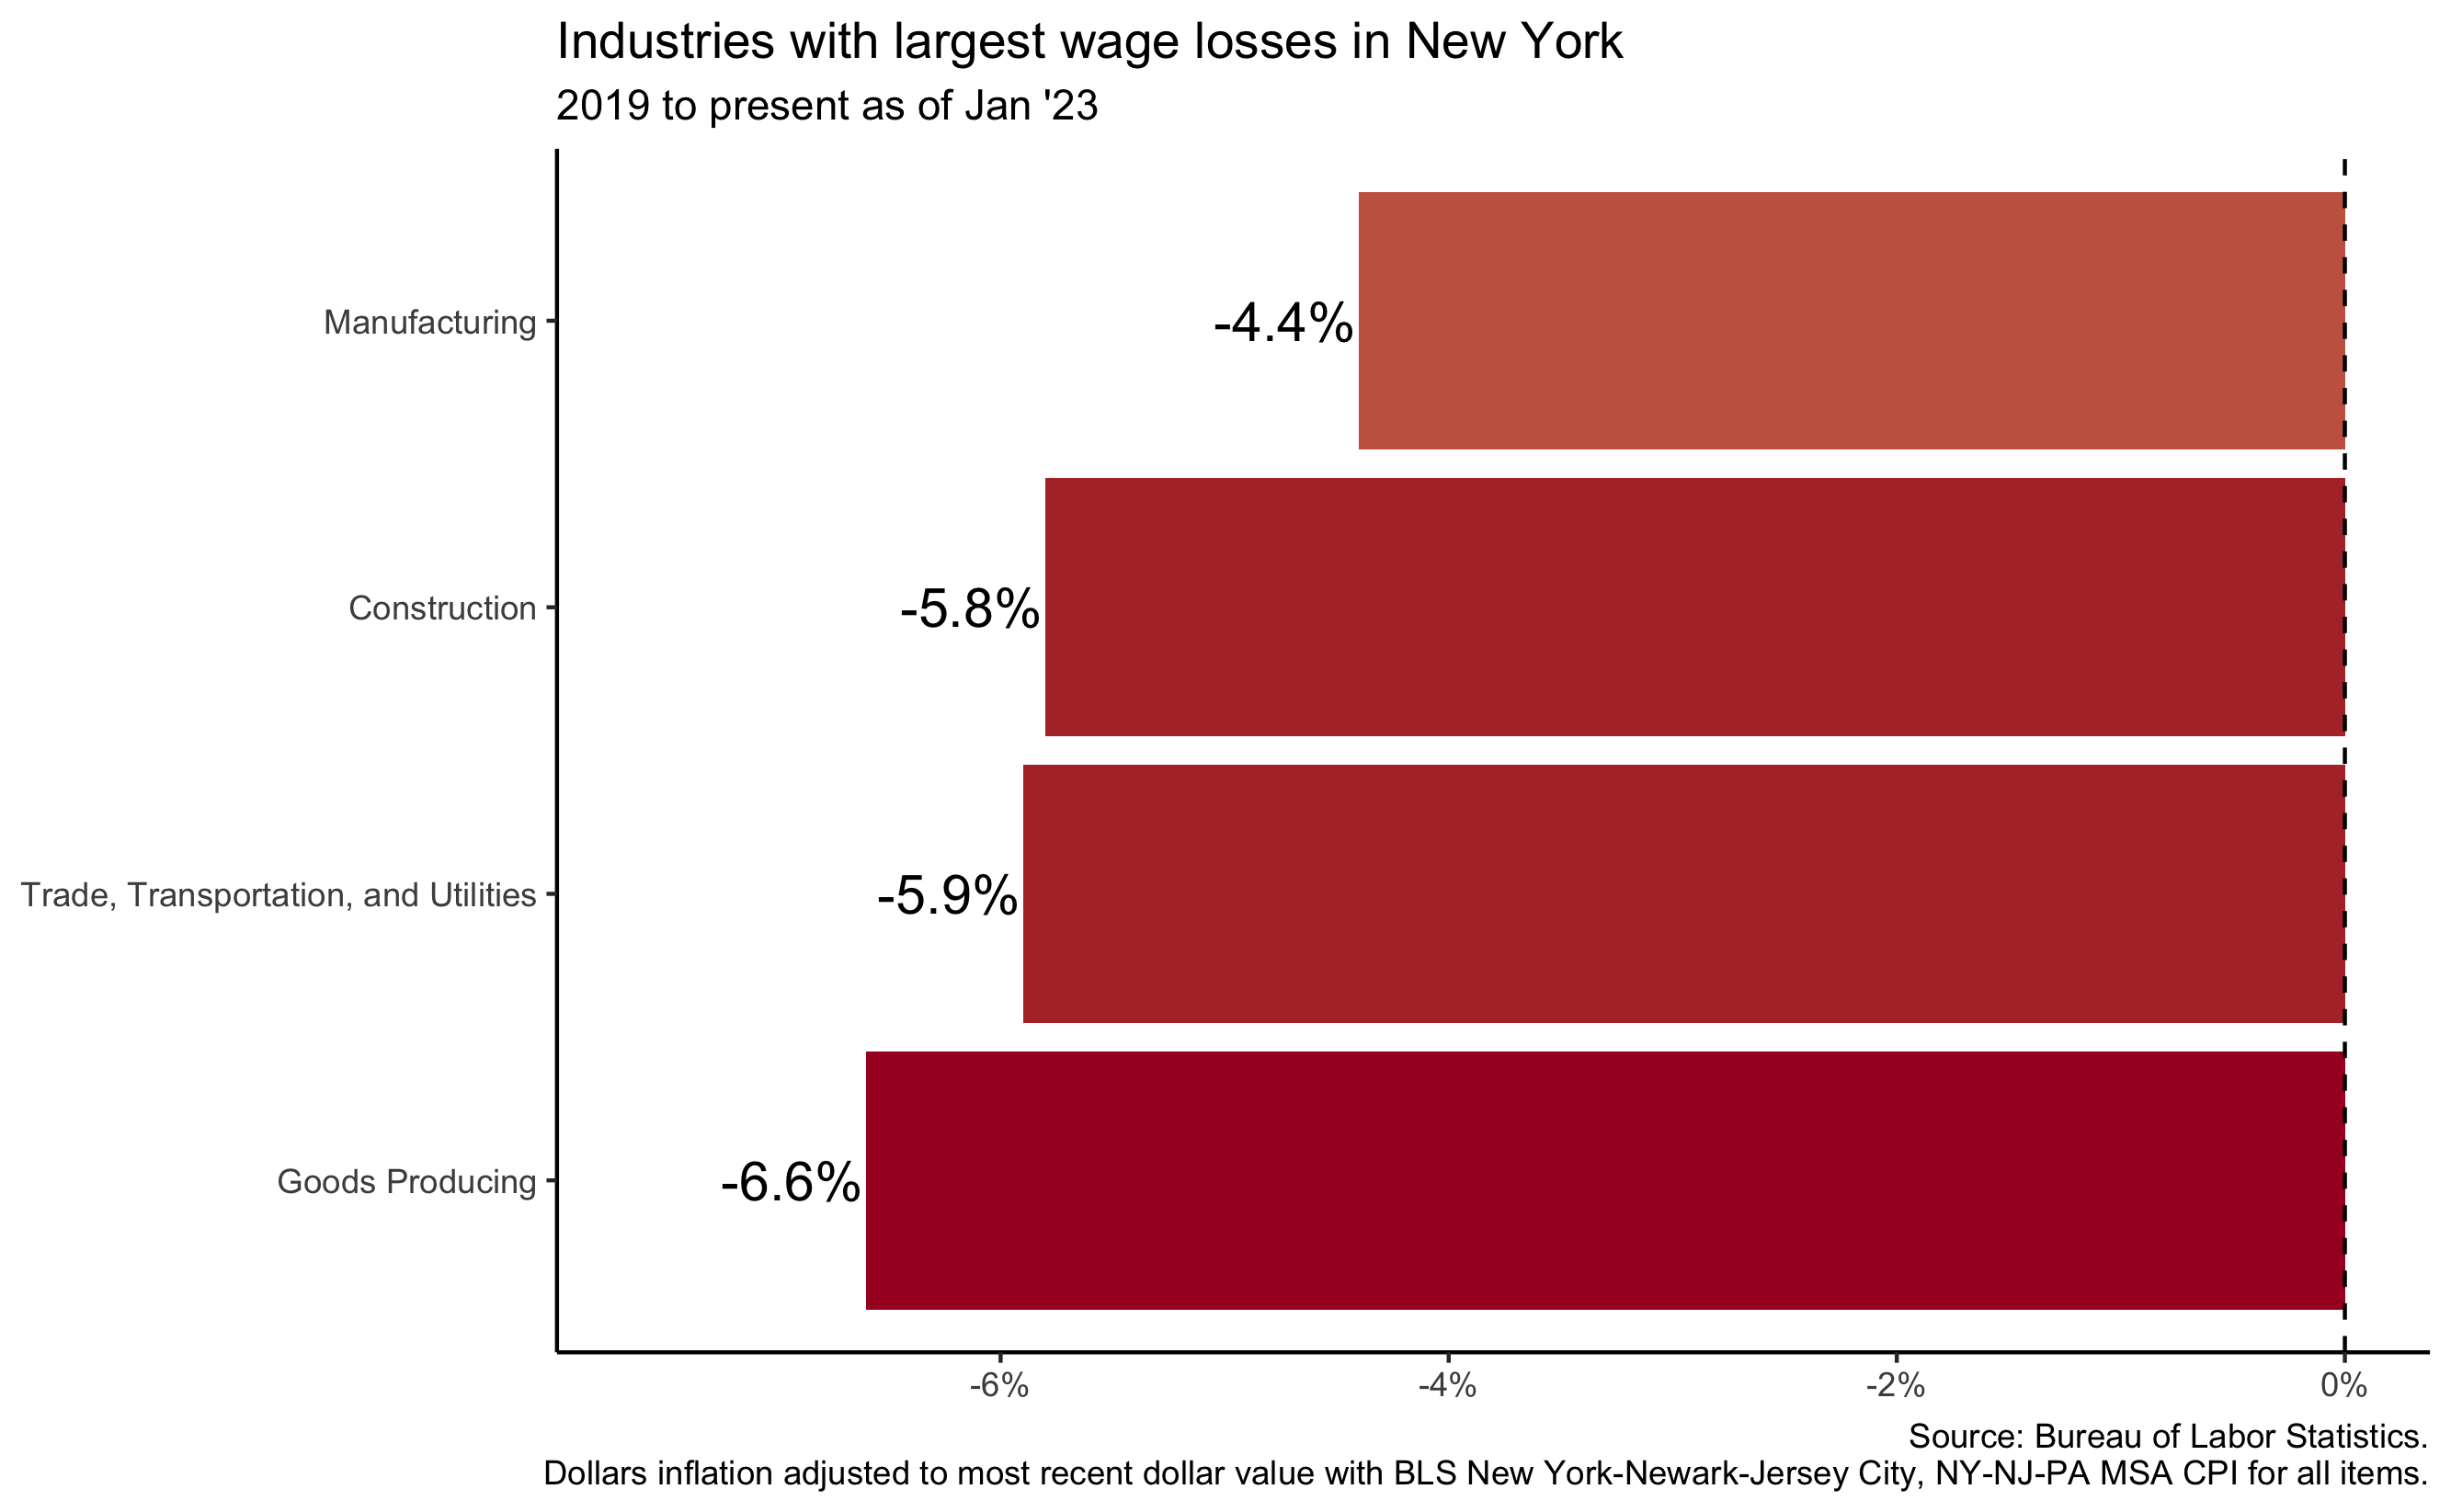 Industries with largest wage losses in New York
2019 to present as of Jan '23
Manufacturing
-4.4%
Construction
-5.8%
Trade, Transportation, and Utilities
-5.9%
Goods Producing
-6.6%
-6%
-4%
-2%
0%
Source: Bureau of Labor Statistics.
Dollars inflation adjusted to most recent dollar value with BLS New York-Newark-Jersey City, NY-NJ-PA MSA CPI for all items.